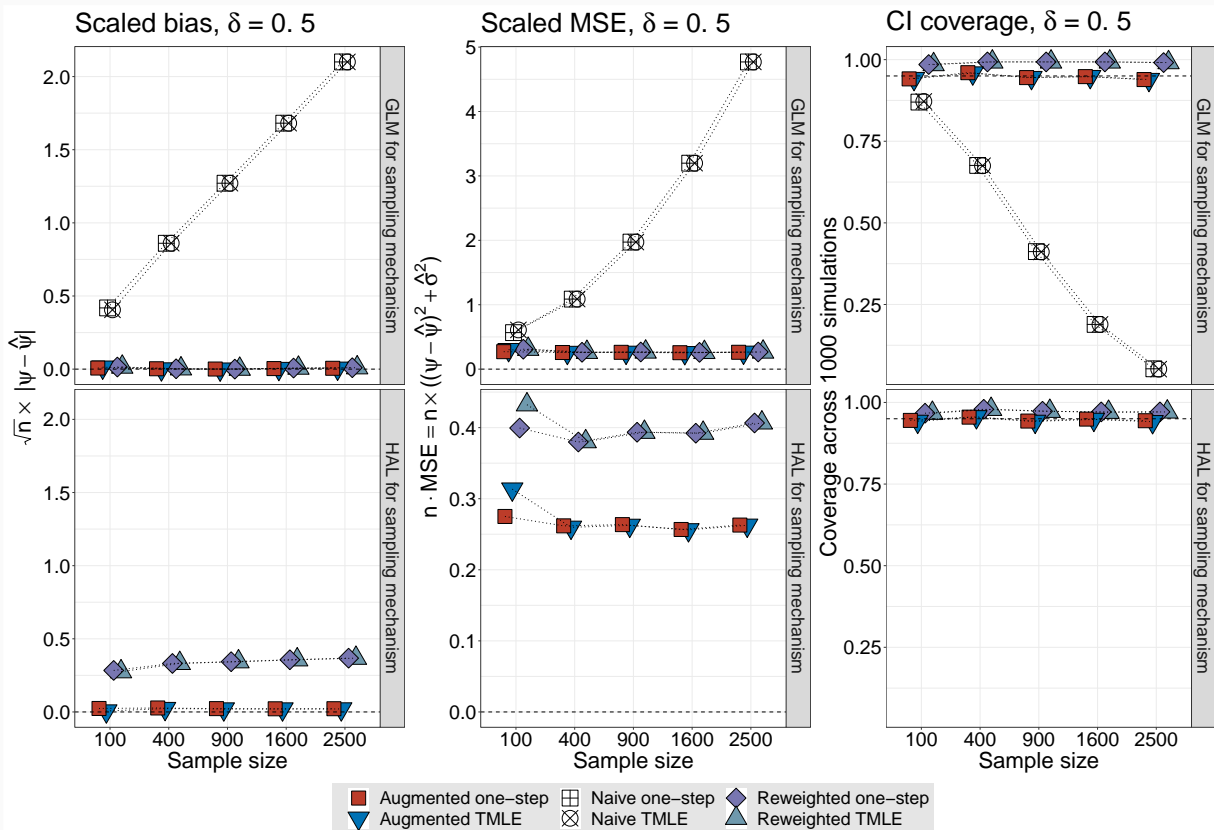 Scaled bias, δ = 0. 5
2.0
1.5
1.0
0.5
0.0
GLM for sampling mechanism
2.0
1.5
1.0
0.5
0.0
HAL for sampling mechanism
√n × |ψ − ψ̂|
100 400 900 1600 2500
Sample size
Scaled MSE, δ = 0. 5
5
4
3
2
1
0
GLM for sampling mechanism
0.4
0.3
0.2
0.1
0.0
HAL for sampling mechanism
n ⋅ MSE = n × ((ψ − ψ̂)² + σ̂²)
100 400 900 1600 2500
Sample size
CI coverage, δ = 0. 5
1.00
0.75
0.50
0.25
GLM for sampling mechanism
1.00
0.75
0.50
0.25
HAL for sampling mechanism
Coverage across 1000 simulations
100 400 900 1600 2500
Sample size
Augmented one−step Naive one−step Reweighted one−step
Augmented TMLE Naive TMLE Reweighted TMLE